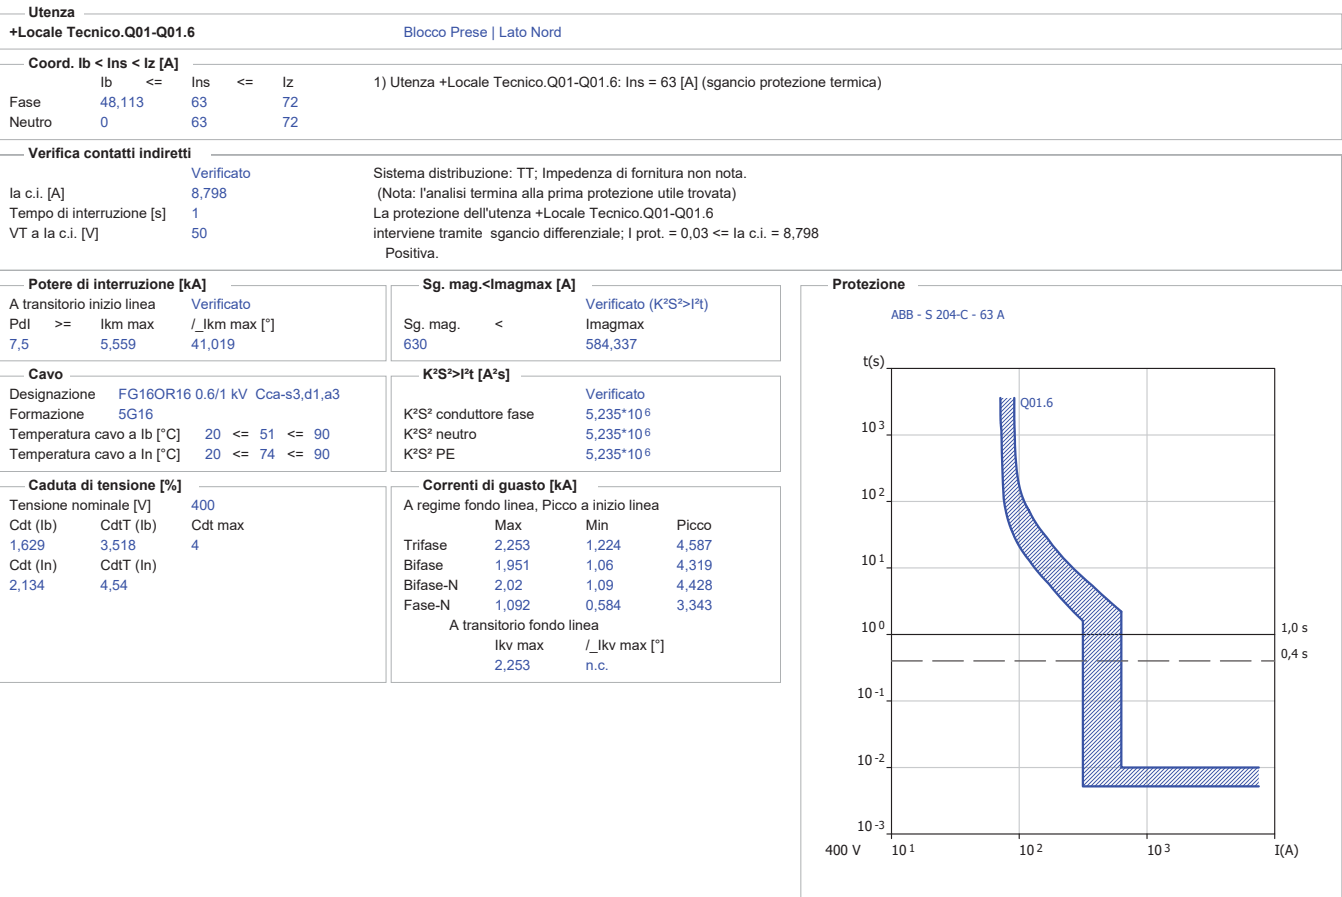 Utenza
+Locale Tecnico.Q01-Q01.6 Blocco Prese | Lato Nord
Coord. Ib < Ins < Iz [A]
Ib <= Ins <= Iz 1) Utenza +Locale Tecnico.Q01-Q01.6: Ins = 63 [A] (sgancio protezione termica)
Fase 48,113 63 72
Neutro 0 63 72
Verifica contatti indiretti
Verificato Sistema distribuzione: TT; Impedenza di fornitura non nota.
Ia c.i. [A] 8,798 (Nota: l'analisi termina alla prima protezione utile trovata)
Tempo di interruzione [s] 1 La protezione dell'utenza +Locale Tecnico.Q01-Q01.6
VT a Ia c.i. [V] 50 interviene tramite sgancio differenziale; I prot. = 0,03 <= Ia c.i. = 8,798
Positiva.
Potere di interruzione [kA]
A transitorio inizio linea Verificato
PdI >= Ikm max /_Ikm max [°]
7,5 5,559 41,019
Sg. mag.<Imagmax [A]
Verificato (K²S²>I²t)
Sg. mag. < Imagmax
630 584,337
Cavo
Designazione FG16OR16 0.6/1 kV Cca-s3,d1,a3
Formazione 5G16
Temperatura cavo a Ib [°C] 20 <= 51 <= 90
Temperatura cavo a In [°C] 20 <= 74 <= 90
K²S²>I²t [A²s]
Verificato
K²S² conduttore fase 5,235*10⁶
K²S² neutro 5,235*10⁶
K²S² PE 5,235*10⁶
Caduta di tensione [%]
Tensione nominale [V] 400
Cdt (Ib) CdtT (Ib) Cdt max
1,629 3,518 4
Cdt (In) CdtT (In)
2,134 4,54
Correnti di guasto [kA]
A regime fondo linea, Picco a inizio linea
Max Min Picco
Trifase 2,253 1,224 4,587
Bifase 1,951 1,06 4,319
Bifase-N 2,02 1,09 4,428
Fase-N 1,092 0,584 3,343
A transitorio fondo linea
Ikv max /_Ikv max [°]
2,253 n.c.
Protezione
ABB - S 204-C - 63 A
t(s)
Q01.6
10³
10²
10¹
10⁰
1,0 s
0,4 s
10⁻¹
10⁻²
10⁻³
400 V 10¹ 10² 10³ I(A)